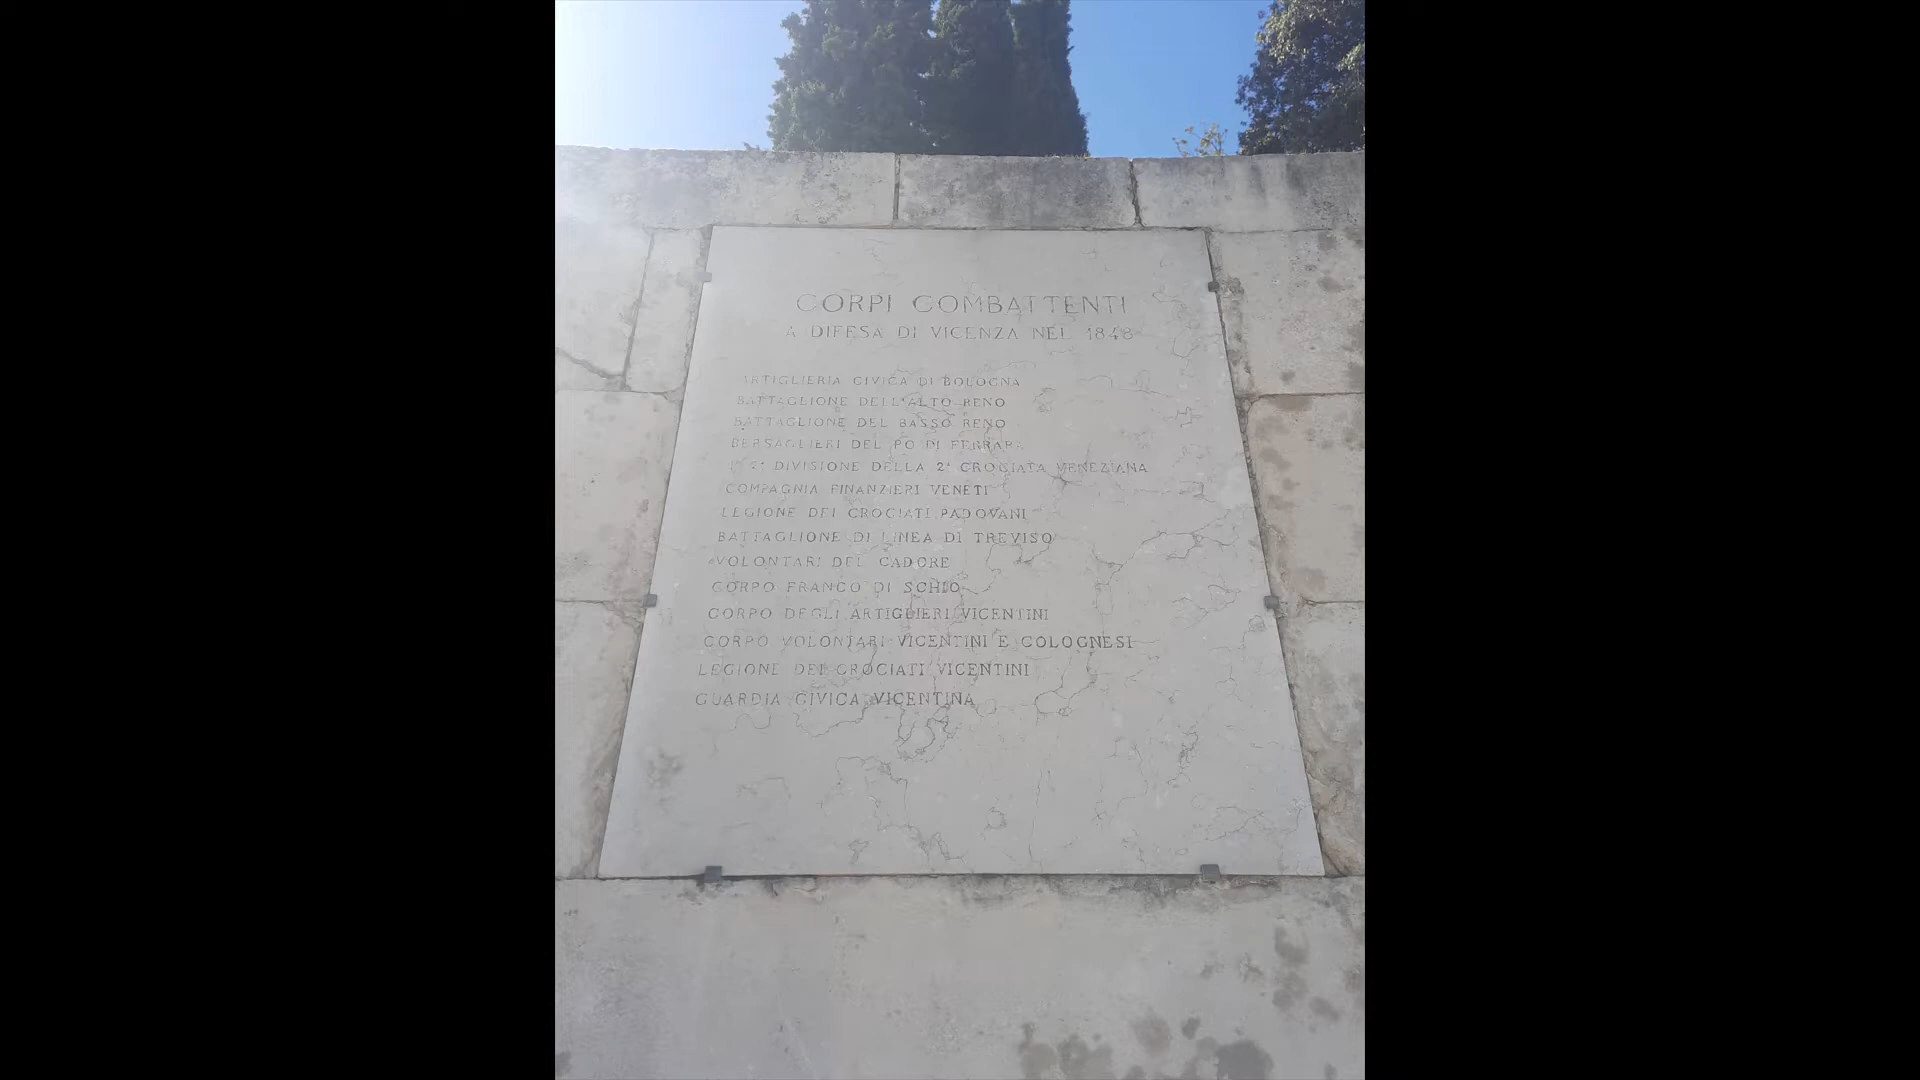 CORPI COMBATTENTI
A DIFESA DI VICENZA NEL 1848
ARTIGLIERIA CIVICA DI BOLOGNA
BATTAGLIONE DELL'ALTO RENO
BATTAGLIONE DEL BASSO RENO
BERSAGLIERI DEL PO DI FERRARA
DIVISIONE DELLA 2ª CROCIATA VENEZIANA
COMPAGNIA FINANZIERI VENETI
LEGIONE DEI CROCIATI PADOVANI
BATTAGLIONE DI LINEA DI TREVISO
VOLONTARI DEL CADORE
CORPO FRANCO DI SCHIO
CORPO DEGLI ARTIGLIERI VICENTINI
CORPO VOLONTARI VICENTINI E COLOGNESI
LEGIONE DEI CROCIATI VICENTINI
GUARDIA CIVICA VICENTINA